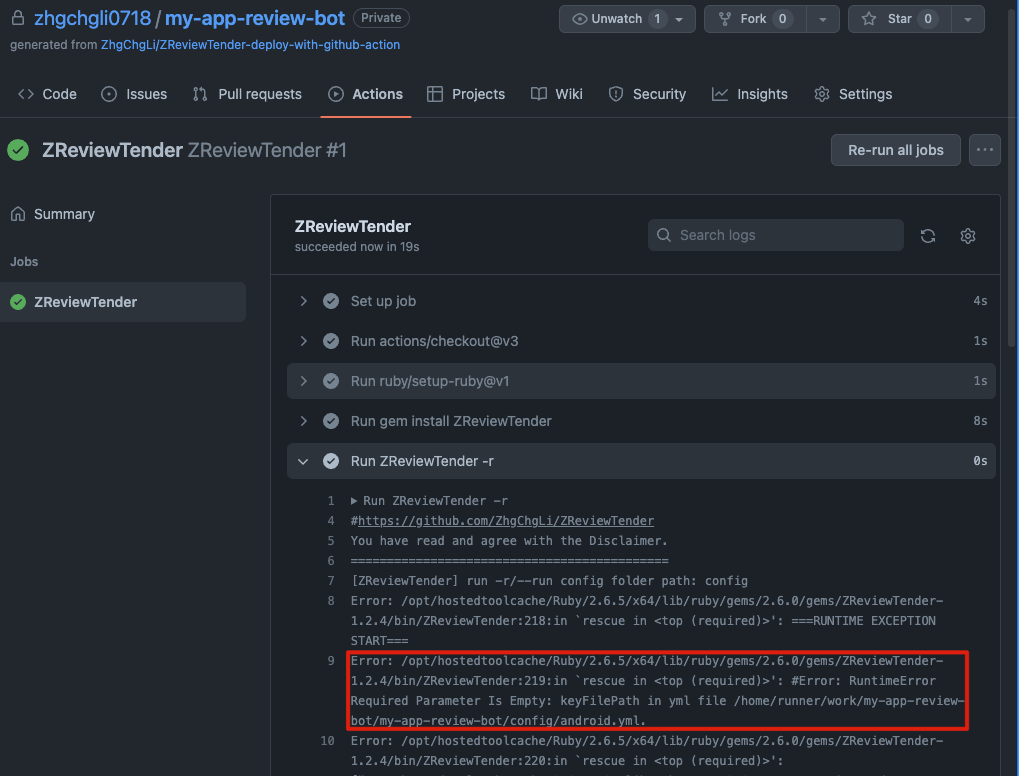 zhgchgli0718 / my-app-review-bot Private
Unwatch 1
Fork 0
Star 0
generated from ZhgChgLi/ZReviewTender-deploy-with-github-action
Code Issues Pull requests Actions Projects Wiki Security Insights Settings
ZReviewTender ZReviewTender #1
Re-run all jobs
Summary
Jobs
ZReviewTender
ZReviewTender
succeeded now in 19s
Search logs
Set up job 4s
Run actions/checkout@v3 1s
Run ruby/setup-ruby@v1 1s
Run gem install ZReviewTender 8s
Run ZReviewTender -r 0s
1 ▶ Run ZReviewTender -r
4 #https://github.com/ZhgChgLi/ZReviewTender
5 You have read and agree with the Disclaimer.
6 ===========================================
7 [ZReviewTender] run -r/--run config folder path: config
8 Error: /opt/hostedtoolcache/Ruby/2.6.5/x64/lib/ruby/gems/2.6.0/gems/ZReviewTender-
1.2.4/bin/ZReviewTender:218:in `rescue in <top (required)>': ===RUNTIME EXCEPTION
START===
9 Error: /opt/hostedtoolcache/Ruby/2.6.5/x64/lib/ruby/gems/2.6.0/gems/ZReviewTender-
1.2.4/bin/ZReviewTender:219:in `rescue in <top (required)>': #Error: RuntimeError
Required Parameter Is Empty: keyFilePath in yml file /home/runner/work/my-app-review-
bot/my-app-review-bot/config/android.yml.
10 Error: /opt/hostedtoolcache/Ruby/2.6.5/x64/lib/ruby/gems/2.6.0/gems/ZReviewTender-
1.2.4/bin/ZReviewTender:220:in `rescue in <top (required)>':